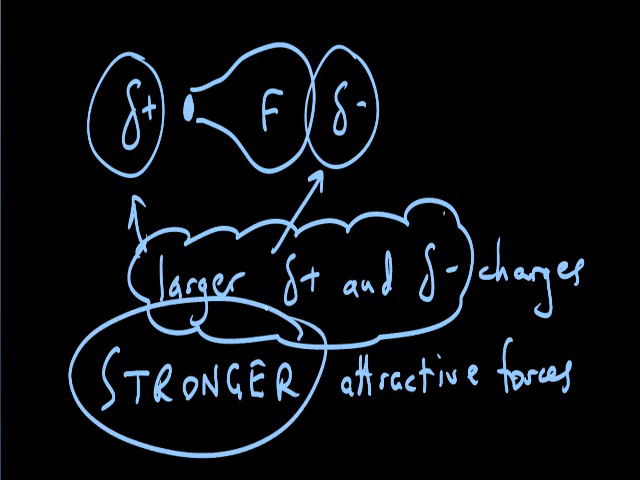 δ+ F δ-
larger δ+ and δ- charges
STRONGER attractive forces